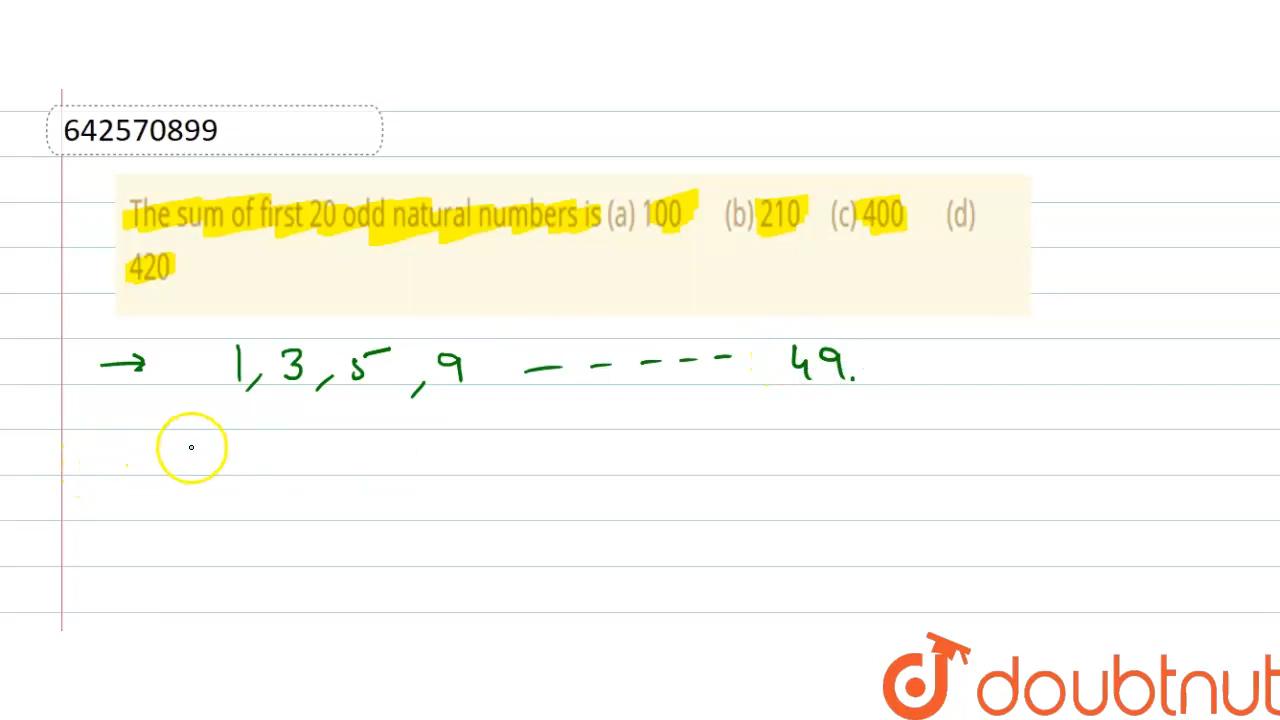 642570899
The sum of first 20 odd natural numbers is (a) 100 (b) 210 (c) 400 (d)
420
→ 1, 3, 5, 9 — - - - - 49.
doubtnut